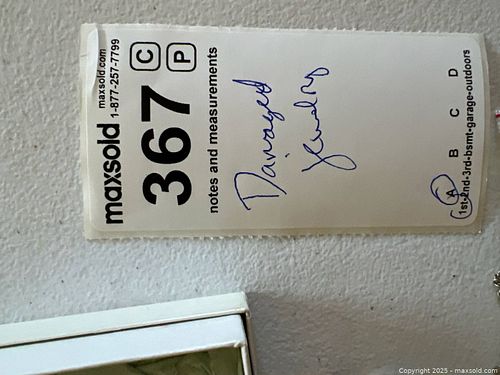 maxsold maxsold.com
1-877-257-7799
367 C P
notes and measurements
Damaged
jewelry
A B C D
1st-2nd-3rd-bsmt-garage-outdoors
Copyright 2025 - maxsold.com